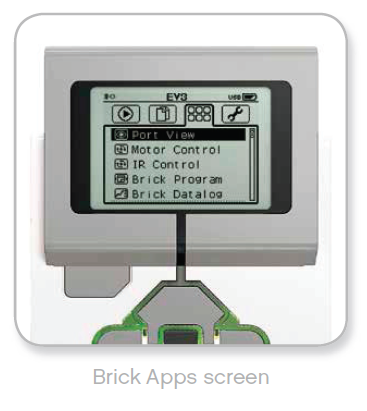 EV3
USB
Port View
Motor Control
IR Control
Brick Program
Brick Datalog
Brick Apps screen